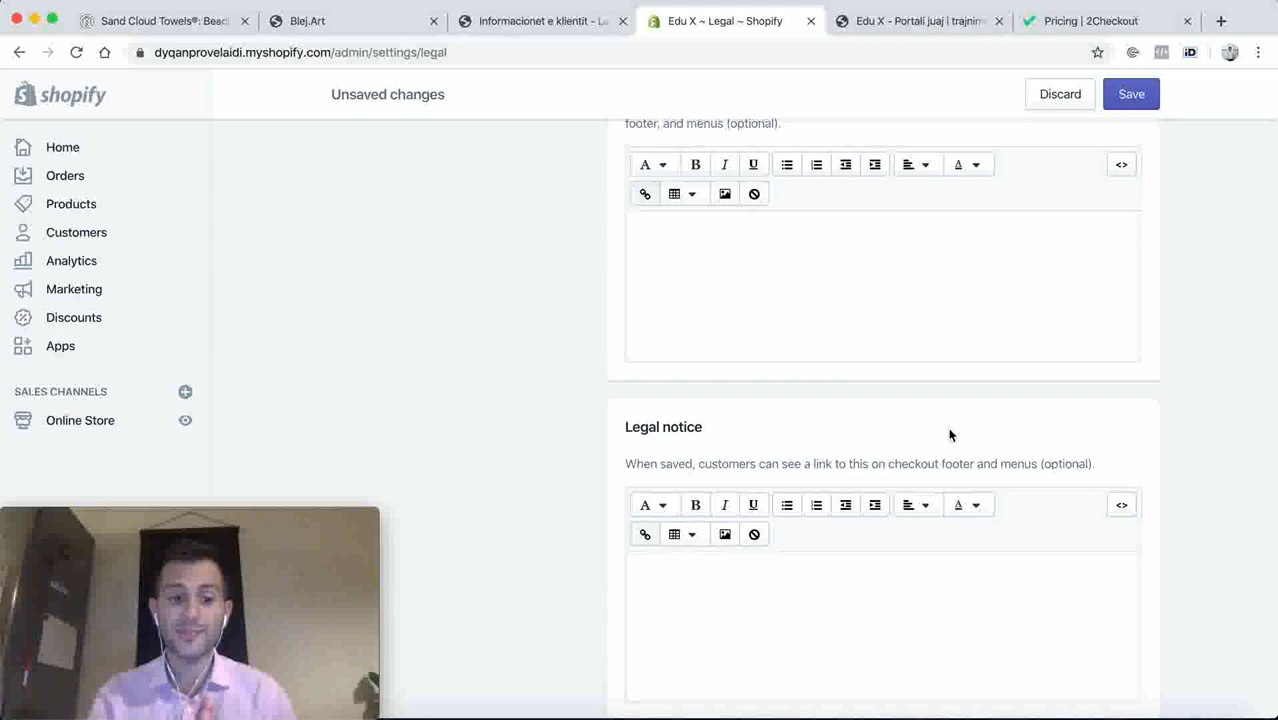 Sand Cloud Towels®: Beac
Blej.Art
Informacionet e klientit - Le
Edu X ~ Legal ~ Shopify
Edu X - Portali juaj i trajnime
Pricing | 2Checkout
dyqanprovelaidi.myshopify.com/admin/settings/legal
iD
shopify
Unsaved changes
Discard
Save
Home
Orders
Products
Customers
Analytics
Marketing
Discounts
Apps
SALES CHANNELS
Online Store
footer, and menus (optional).
A B I U A <>
Legal notice
When saved, customers can see a link to this on checkout footer and menus (optional).
A B I U A <>